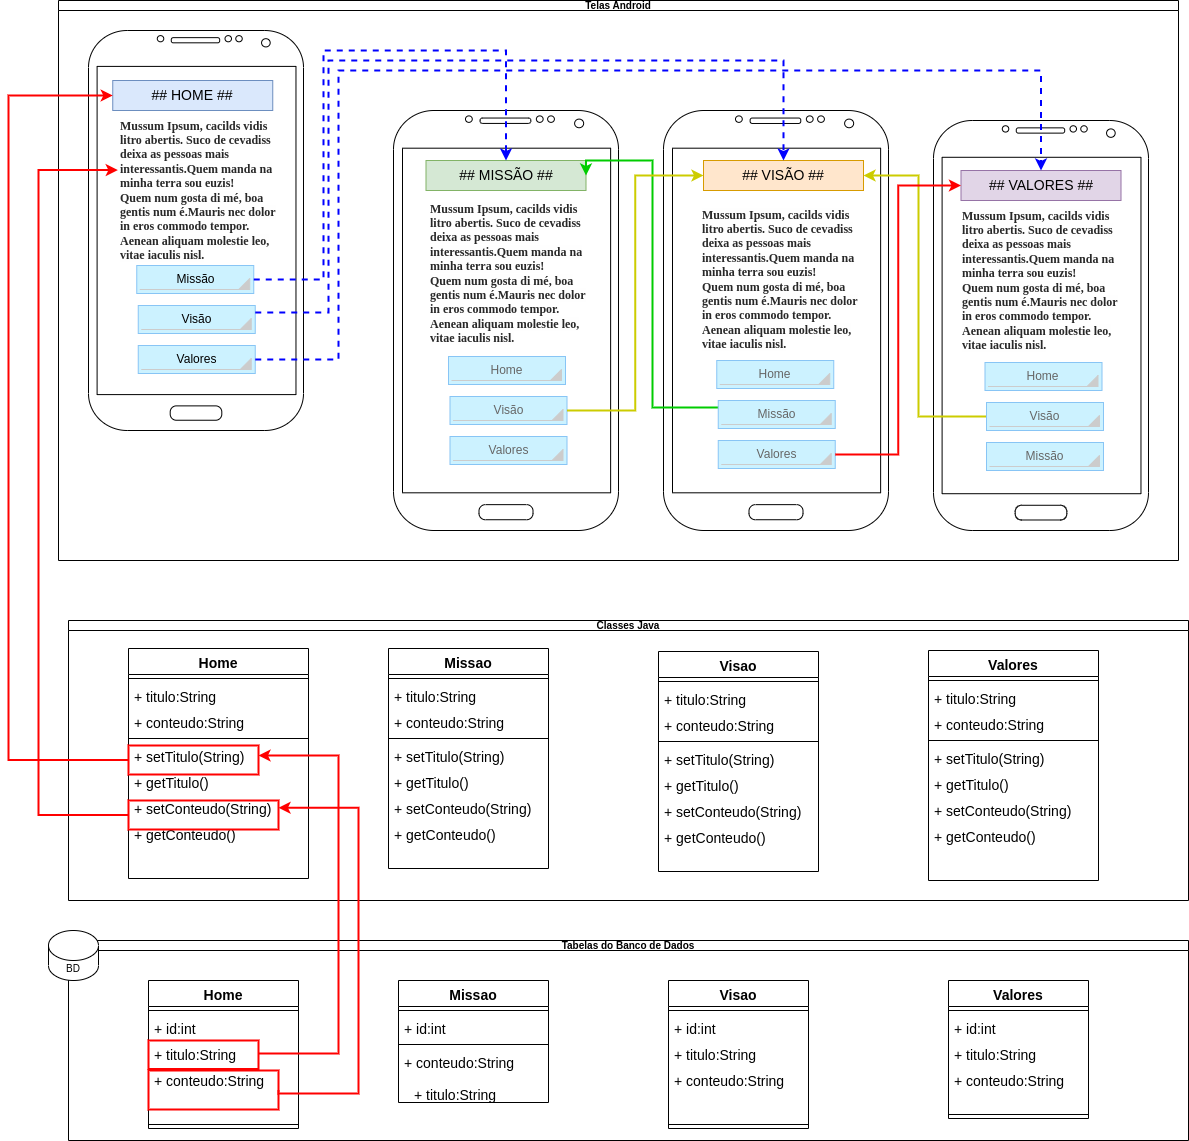 Telas Android
## HOME ##
Mussum Ipsum, cacilds vidis
litro abertis. Suco de cevadiss
deixa as pessoas mais
interessantis.Quem manda na
minha terra sou euzis!
Quem num gosta di mé, boa
gentis num é.Mauris nec dolor
in eros commodo tempor.
Aenean aliquam molestie leo,
vitae iaculis nisl.
Missão
Visão
Valores
## MISSÃO ##
Mussum Ipsum, cacilds vidis
litro abertis. Suco de cevadiss
deixa as pessoas mais
interessantis.Quem manda na
minha terra sou euzis!
Quem num gosta di mé, boa
gentis num é.Mauris nec dolor
in eros commodo tempor.
Aenean aliquam molestie leo,
vitae iaculis nisl.
Home
Visão
Valores
## VISÃO ##
Mussum Ipsum, cacilds vidis
litro abertis. Suco de cevadiss
deixa as pessoas mais
interessantis.Quem manda na
minha terra sou euzis!
Quem num gosta di mé, boa
gentis num é.Mauris nec dolor
in eros commodo tempor.
Aenean aliquam molestie leo,
vitae iaculis nisl.
Home
Missão
Valores
## VALORES ##
Mussum Ipsum, cacilds vidis
litro abertis. Suco de cevadiss
deixa as pessoas mais
interessantis.Quem manda na
minha terra sou euzis!
Quem num gosta di mé, boa
gentis num é.Mauris nec dolor
in eros commodo tempor.
Aenean aliquam molestie leo,
vitae iaculis nisl.
Home
Visão
Missão
Classes Java
Home
+ titulo:String
+ conteudo:String
+ setTitulo(String)
+ getTitulo()
+ setConteudo(String)
+ getConteudo()
Missao
+ titulo:String
+ conteudo:String
+ setTitulo(String)
+ getTitulo()
+ setConteudo(String)
+ getConteudo()
Visao
+ titulo:String
+ conteudo:String
+ setTitulo(String)
+ getTitulo()
+ setConteudo(String)
+ getConteudo()
Valores
+ titulo:String
+ conteudo:String
+ setTitulo(String)
+ getTitulo()
+ setConteudo(String)
+ getConteudo()
Tabelas do Banco de Dados
BD
Home
+ id:int
+ titulo:String
+ conteudo:String
Missao
+ id:int
+ conteudo:String
+ titulo:String
Visao
+ id:int
+ titulo:String
+ conteudo:String
Valores
+ id:int
+ titulo:String
+ conteudo:String